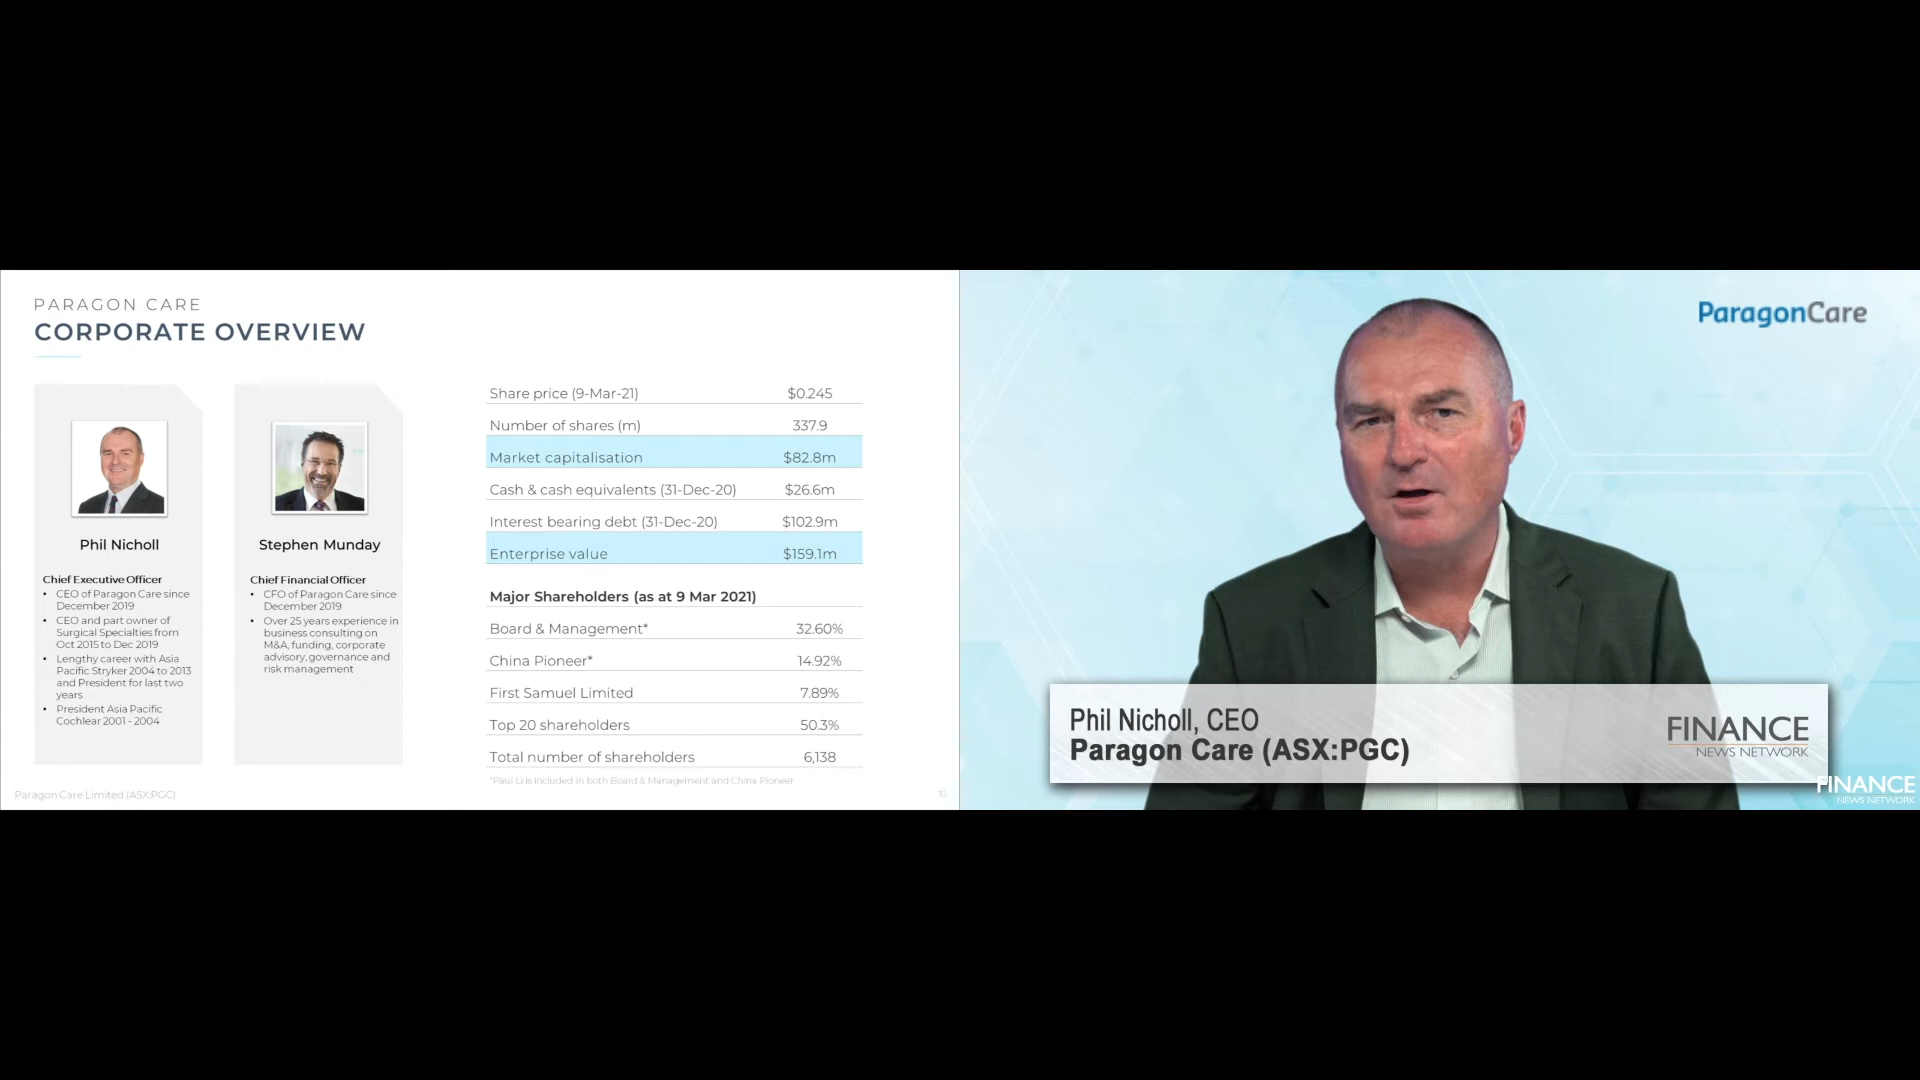 PARAGON CARE
CORPORATE OVERVIEW
Phil Nicholl
Chief Executive Officer
• CEO of Paragon Care since
December 2019
• CEO and part owner of
Surgical Specialties from
Oct 2015 to Dec 2019
• Lengthy career with Asia
Pacific Stryker 2004 to 2013
and President for last two
years
• President Asia Pacific
Cochlear 2001 - 2004
Stephen Munday
Chief Financial Officer
• CFO of Paragon Care since
December 2019
• Over 25 years experience in
business consulting on
M&A, funding, corporate
advisory, governance and
risk management
Share price (9-Mar-21) $0.245
Number of shares (m) 337.9
Market capitalisation $82.8m
Cash & cash equivalents (31-Dec-20) $26.6m
Interest bearing debt (31-Dec-20) $102.9m
Enterprise value $159.1m
Major Shareholders (as at 9 Mar 2021)
Board & Management* 32.60%
China Pioneer* 14.92%
First Samuel Limited 7.89%
Top 20 shareholders 50.3%
Total number of shareholders 6,138
*Paul Li is included in both Board & Management and China Pioneer
Paragon Care Limited (ASX:PGC)
10
ParagonCare
Phil Nicholl, CEO
Paragon Care (ASX:PGC)
FINANCE
NEWS NETWORK
FINANCE
NEWS NETWORK